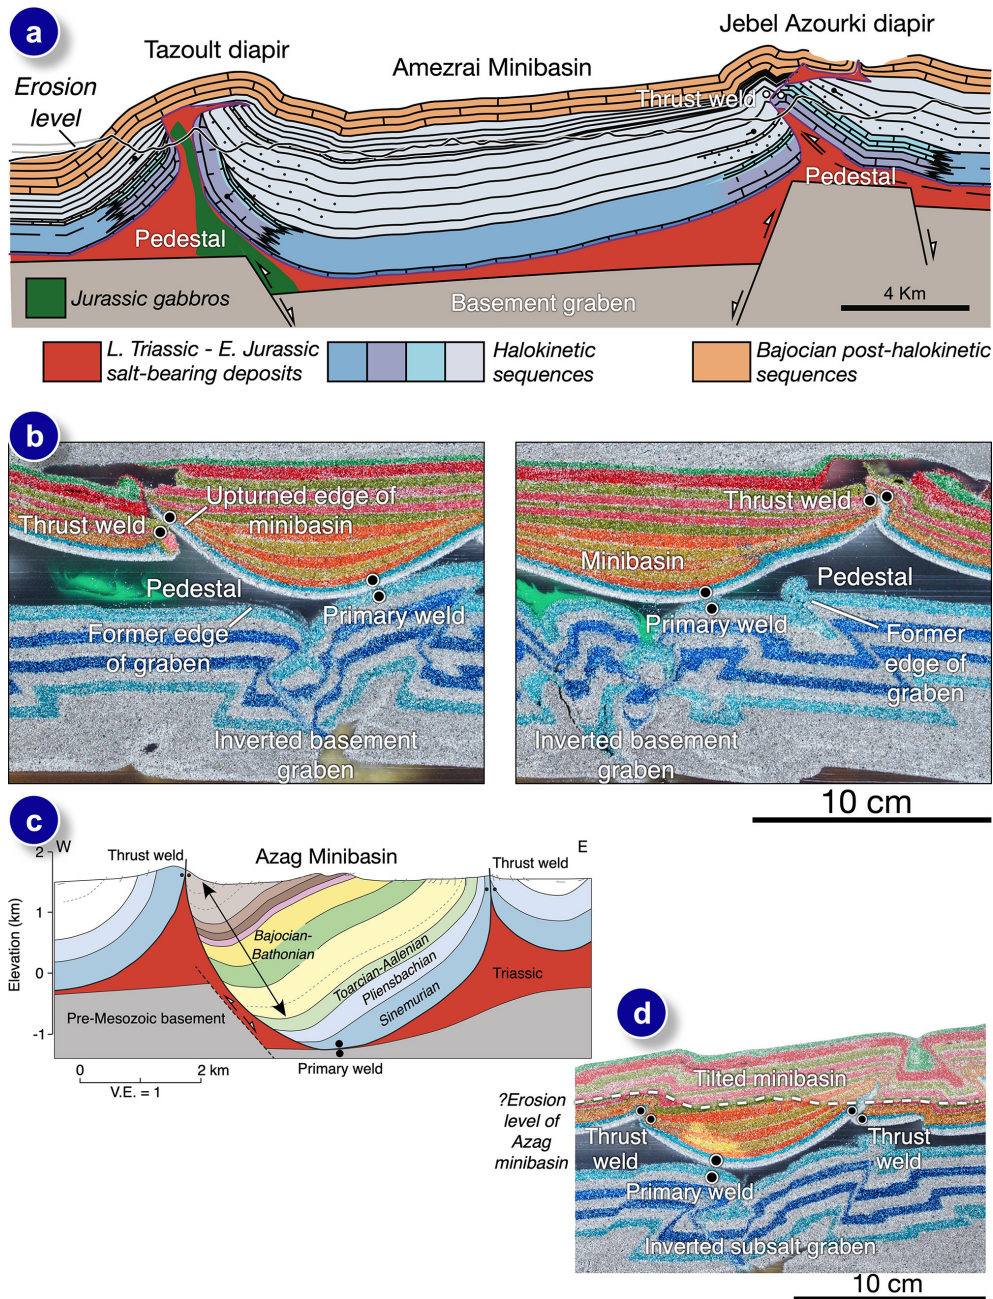 a
Tazoult diapir
Jebel Azourki diapir
Amezrai Minibasin
Erosion
level
Thrust weld
Pedestal
Pedestal
Jurassic gabbros
Basement graben
4 Km
L. Triassic - E. Jurassic
salt-bearing deposits
Halokinetic
sequences
Bajocian post-halokinetic
sequences
b
Upturned edge of
minibasin
Thrust weld
Pedestal
Primary weld
Former edge
of graben
Inverted basement
graben
Thrust weld
Minibasin
Pedestal
Primary weld
Former
edge of
graben
Inverted basement
graben
10 cm
c
2
W
Thrust weld
Azag Minibasin
Thrust weld
E
Elevation (km)
1
0
-1
Bajocian-
Bathonian
Toarcian-Aalenian
Pliensbachian
Sinemurian
Triassic
Pre-Mesozoic basement
Primary weld
0
2 km
V.E. = 1
d
Tilted minibasin
?Erosion
level of
Azag
minibasin
Thrust
weld
Thrust
weld
Primary weld
Inverted subsalt graben
10 cm